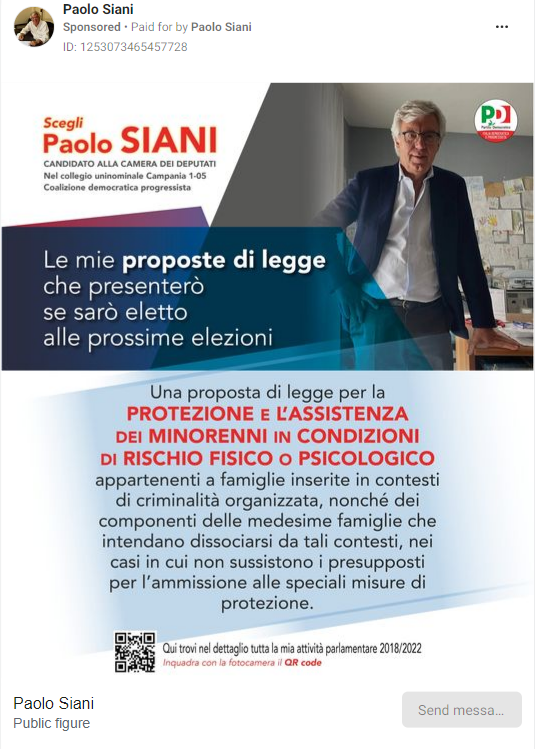 Paolo Siani
Sponsored • Paid for by Paolo Siani
ID: 1253073465457728
Scegli
Paolo SIANI
CANDIDATO ALLA CAMERA DEI DEPUTATI
Nel collegio uninominale Campania 1-05
Coalizione democratica progressista
PD
Partito Democratico
ITALIA DEMOCRATICA E PROGRESSISTA
Le mie proposte di legge
che presenterò
se sarò eletto
alle prossime elezioni
Una proposta di legge per la
PROTEZIONE E L'ASSISTENZA
DEI MINORENNI IN CONDIZIONI
DI RISCHIO FISICO O PSICOLOGICO
appartenenti a famiglie inserite in contesti
di criminalità organizzata, nonché dei
componenti delle medesime famiglie che
intendano dissociarsi da tali contesti, nei
casi in cui non sussistono i presupposti
per l'ammissione alle speciali misure di
protezione.
Qui trovi nel dettaglio tutta la mia attività parlamentare 2018/2022
Inquadra con la fotocamera il QR code
Paolo Siani
Public figure
Send messa...